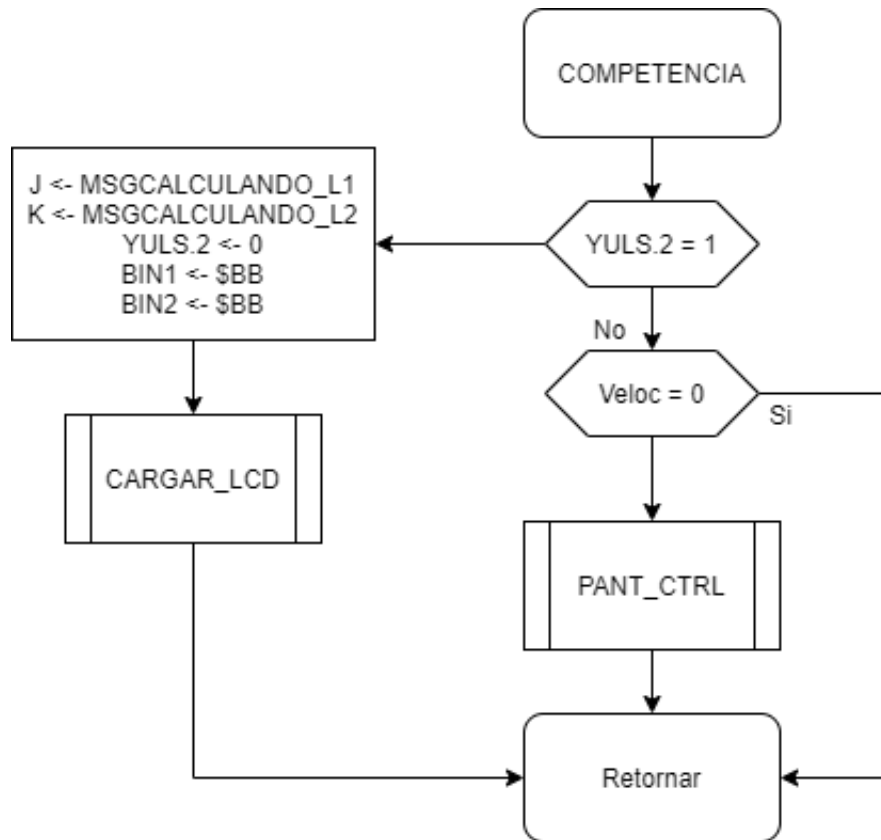 COMPETENCIA
J <- MSGCALCULANDO_L1
K <- MSGCALCULANDO_L2
YULS.2 <- 0
BIN1 <- $BB
BIN2 <- $BB
YULS.2 = 1
No
Veloc = 0
Si
CARGAR_LCD
PANT_CTRL
Retornar